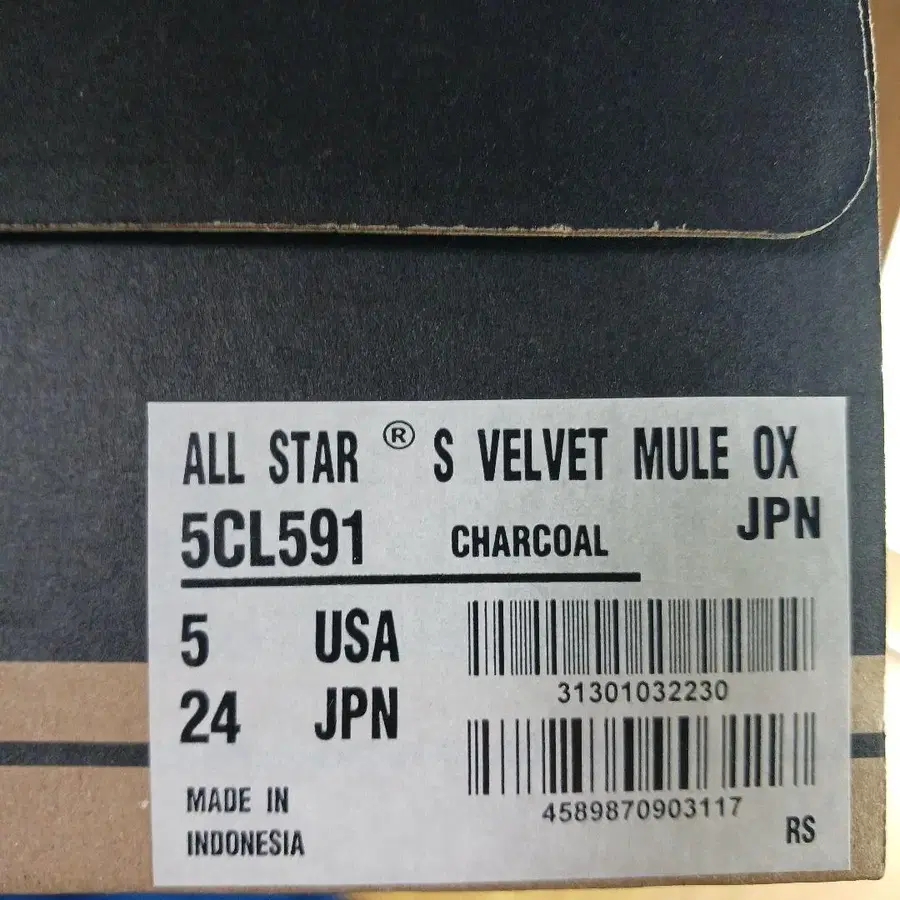 ALL STAR ® S VELVET MULE OX
5CL591 CHARCOAL JPN
5 USA
24 JPN
31301032230
4589870903117
MADE IN
INDONESIA
RS